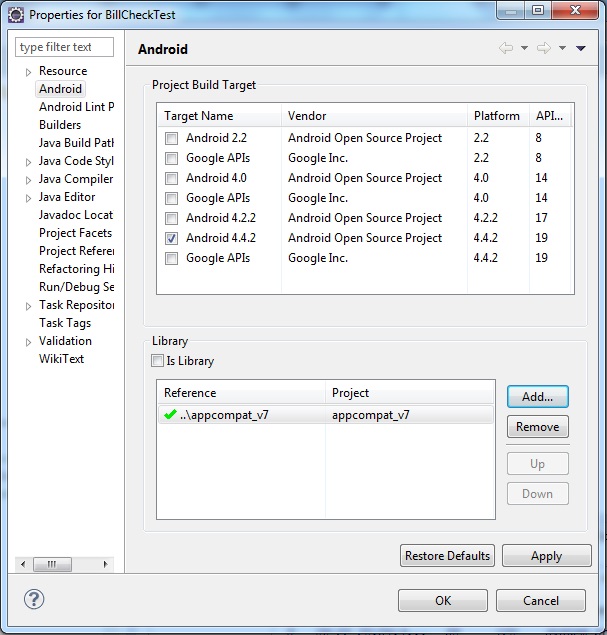 Properties for BillCheckTest
type filter text
Resource
Android
Android Lint P
Builders
Java Build Path
Java Code Styl
Java Compiler
Java Editor
Javadoc Locat
Project Facets
Project Referen
Refactoring Hi
Run/Debug Se
Task Repositor
Task Tags
Validation
WikiText
Android
Project Build Target
Target Name Vendor Platform API...
Android 2.2 Android Open Source Project 2.2 8
Google APIs Google Inc. 2.2 8
Android 4.0 Android Open Source Project 4.0 14
Google APIs Google Inc. 4.0 14
Android 4.2.2 Android Open Source Project 4.2.2 17
Android 4.4.2 Android Open Source Project 4.4.2 19
Google APIs Google Inc. 4.4.2 19
Library
Is Library
Reference Project
..\appcompat_v7 appcompat_v7
Add...
Remove
Up
Down
Restore Defaults Apply
OK Cancel